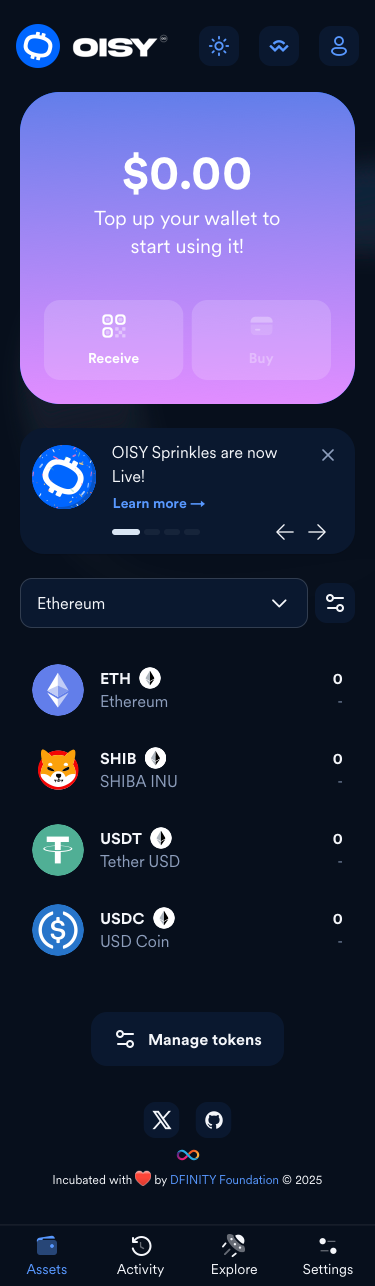 OISY
$0.00
Top up your wallet to
start using it!
Receive
Buy
OISY Sprinkles are now
Live!
Learn more →
Ethereum
ETH 0
Ethereum -
SHIB 0
SHIBA INU -
USDT 0
Tether USD -
USDC 0
USD Coin -
Manage tokens
Incubated with ❤️ by DFINITY Foundation © 2025
Assets Activity Explore Settings